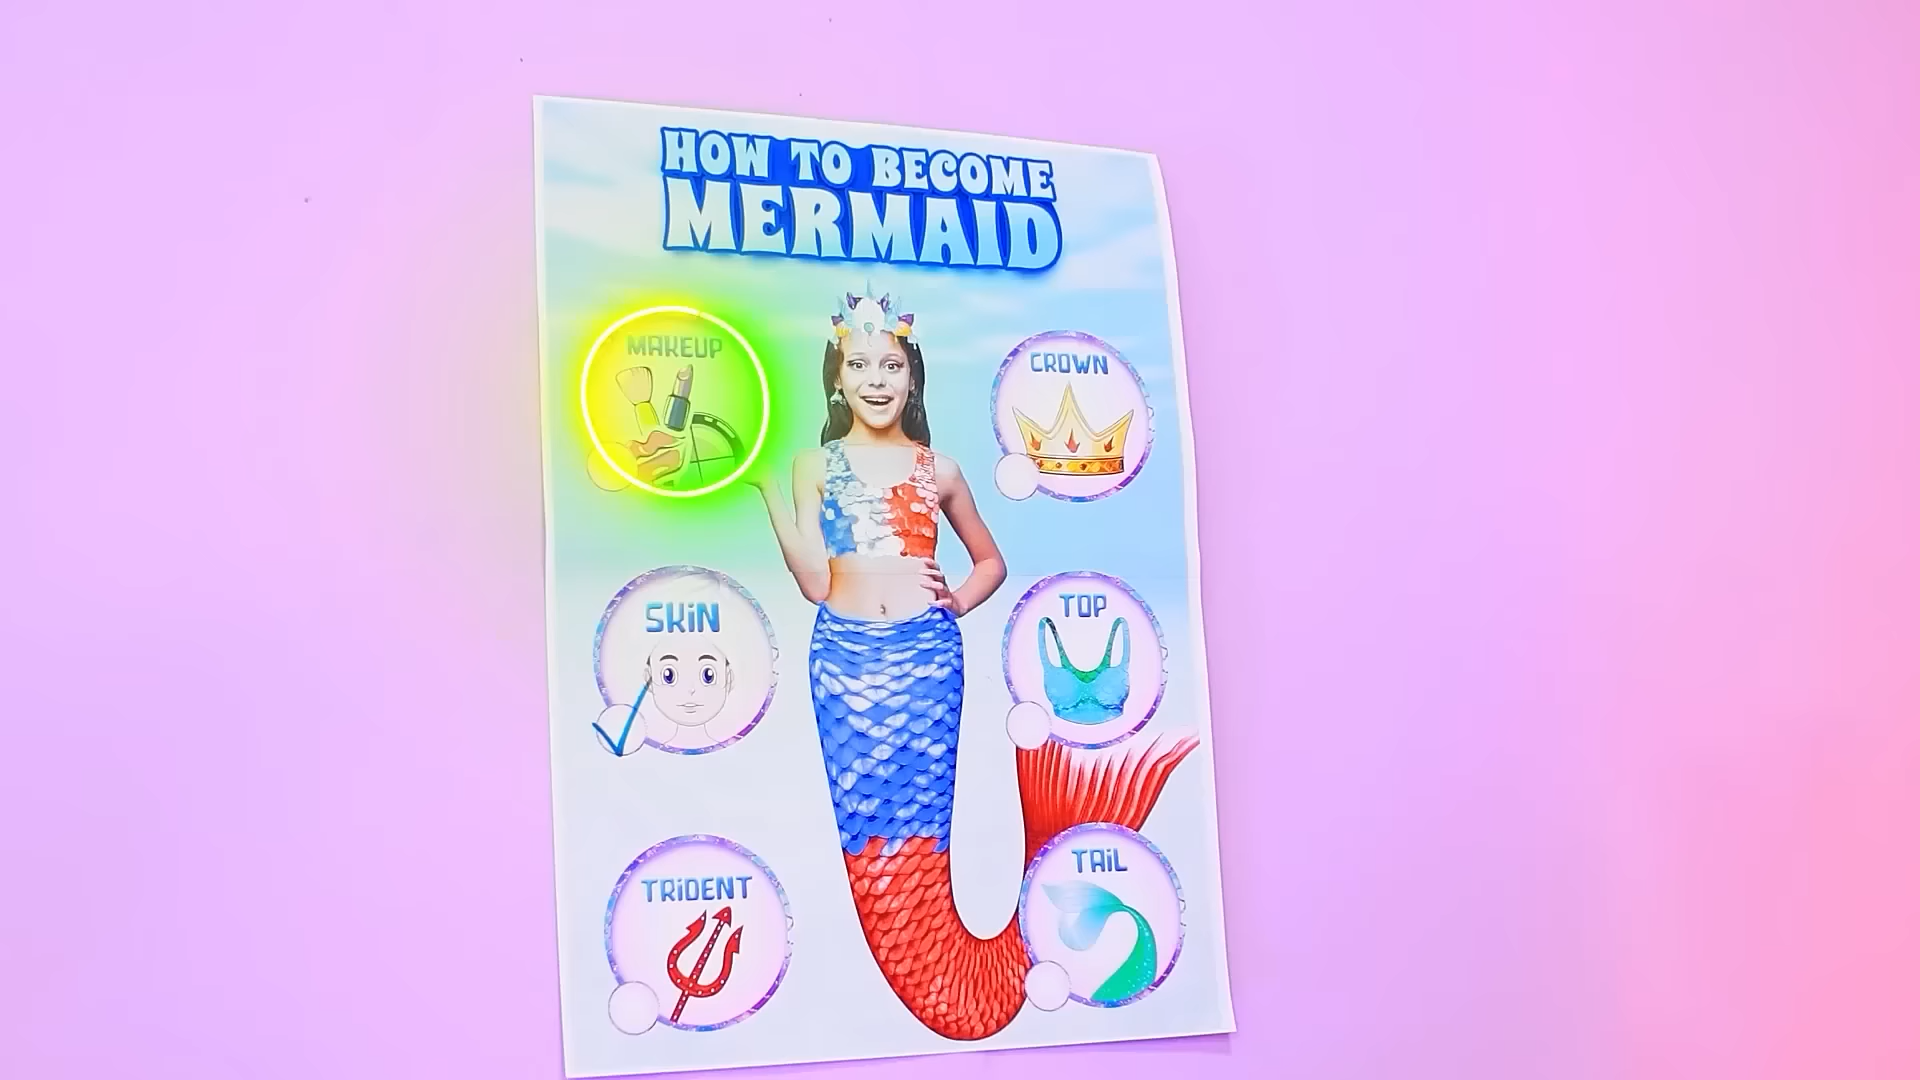 HOW TO BECOME
MERMAID
MAKEUP
CROWN
SKiN
TOP
TRiDENT
TAiL